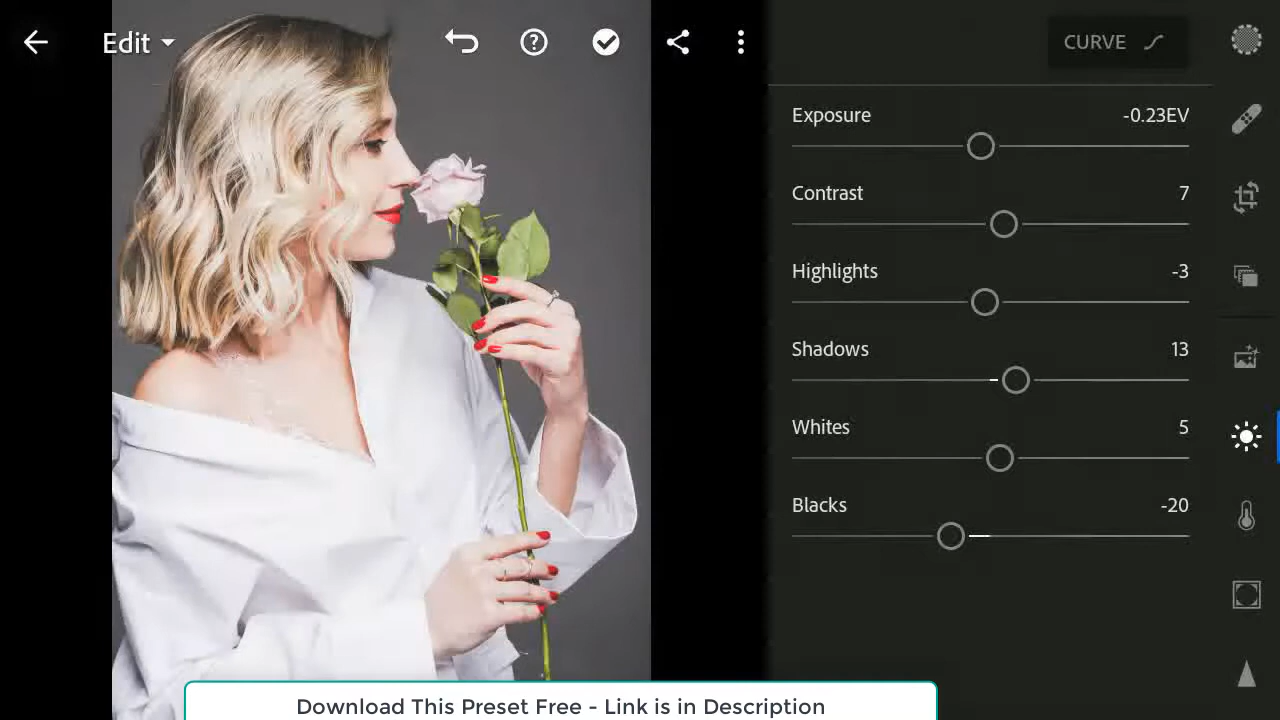 Edit
CURVE
Exposure -0.23EV
Contrast 7
Highlights -3
Shadows 13
Whites 5
Blacks -20
Download This Preset Free - Link is in Description